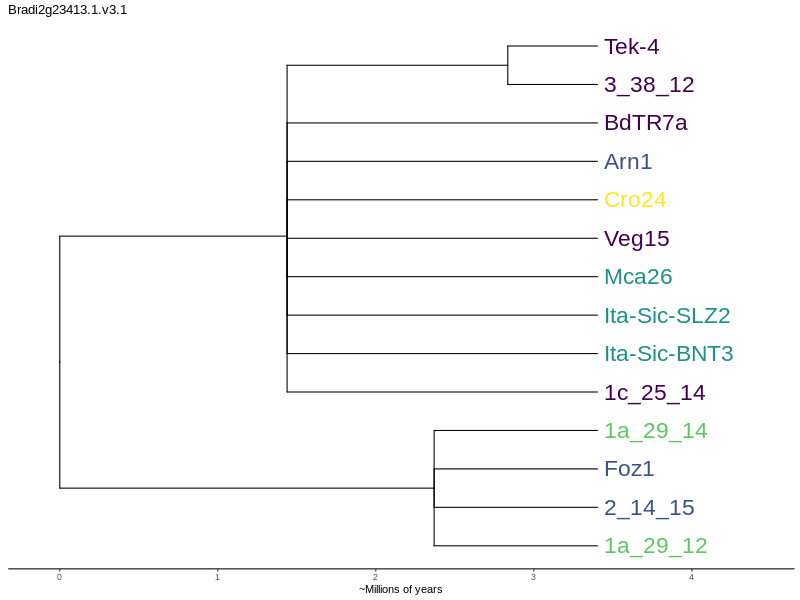 Bradi2g23413.1.v3.1
Tek-4
3_38_12
BdTR7a
Arn1
Cro24
Veg15
Mca26
Ita-Sic-SLZ2
Ita-Sic-BNT3
1c_25_14
1a_29_14
Foz1
2_14_15
1a_29_12
0 1 2 3 4
~Millions of years